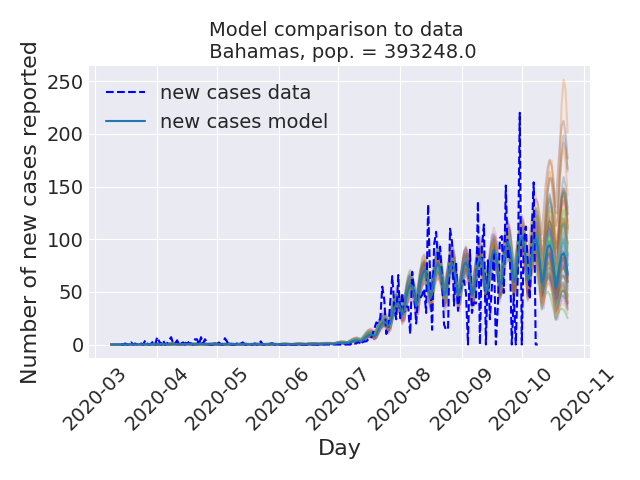 Model comparison to data
Bahamas, pop. = 393248.0
Number of new cases reported
250
200
150
100
50
0
new cases data
new cases model
2020-03
2020-04
2020-05
2020-06
2020-07
2020-08
2020-09
2020-10
2020-11
Day